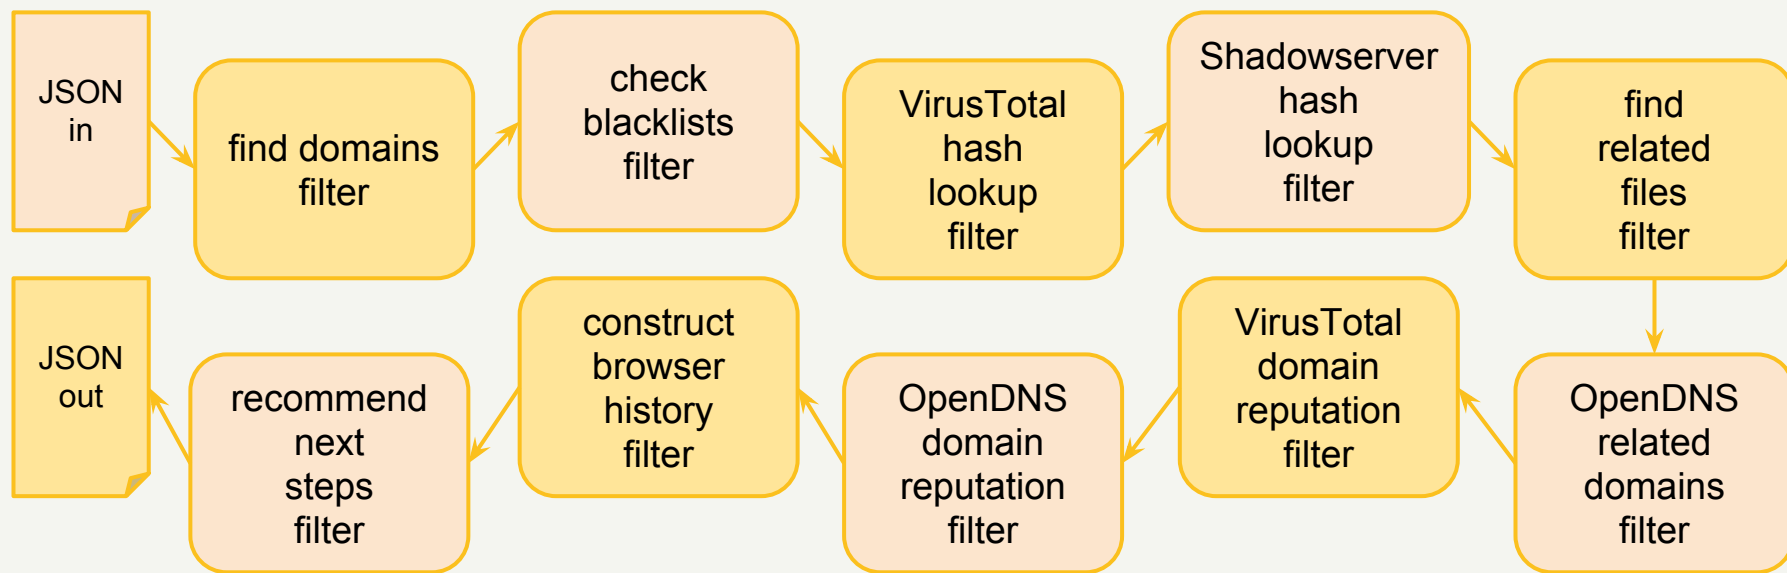 JSON
in
find domains
filter
check
blacklists
filter
VirusTotal
hash
lookup
filter
Shadowserver
hash
lookup
filter
find
related
files
filter
OpenDNS
related
domains
filter
VirusTotal
domain
reputation
filter
OpenDNS
domain
reputation
filter
construct
browser
history
filter
recommend
next
steps
filter
JSON
out